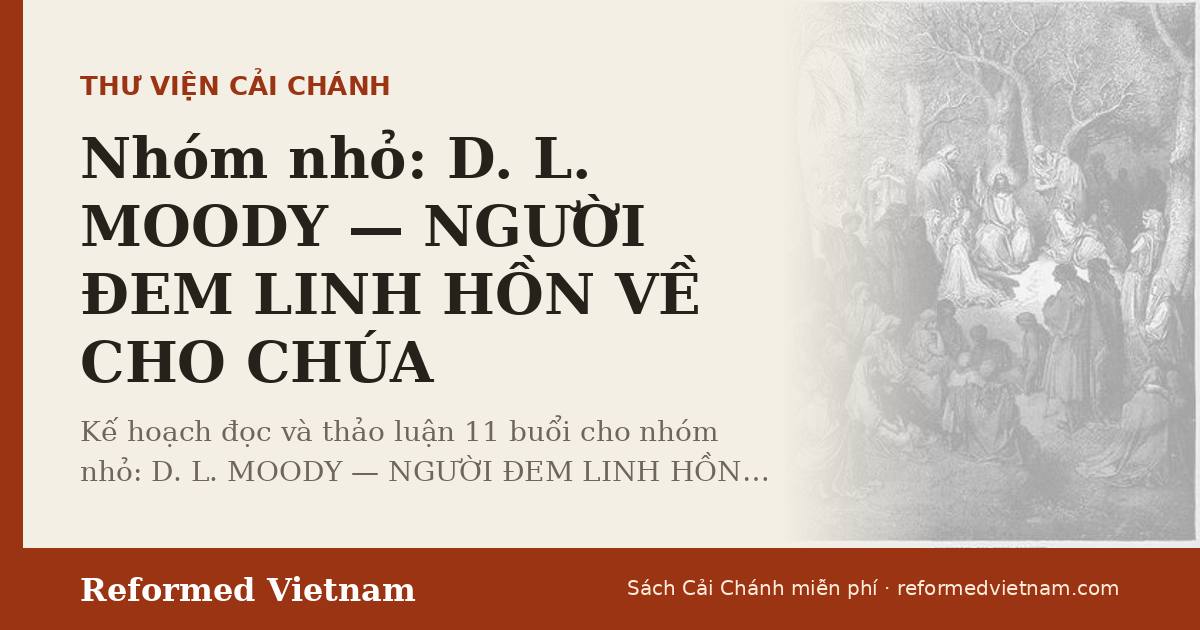 THƯ VIỆN CẢI CHÁNH
Nhóm nhỏ: D. L.
MOODY — NGƯỜI
ĐEM LINH HỒN VỀ
CHO CHÚA
Kế hoạch đọc và thảo luận 11 buổi cho nhóm
nhỏ: D. L. MOODY — NGƯỜI ĐEM LINH HỒN…
Reformed Vietnam
Sách Cải Chánh miễn phí · reformedvietnam.com